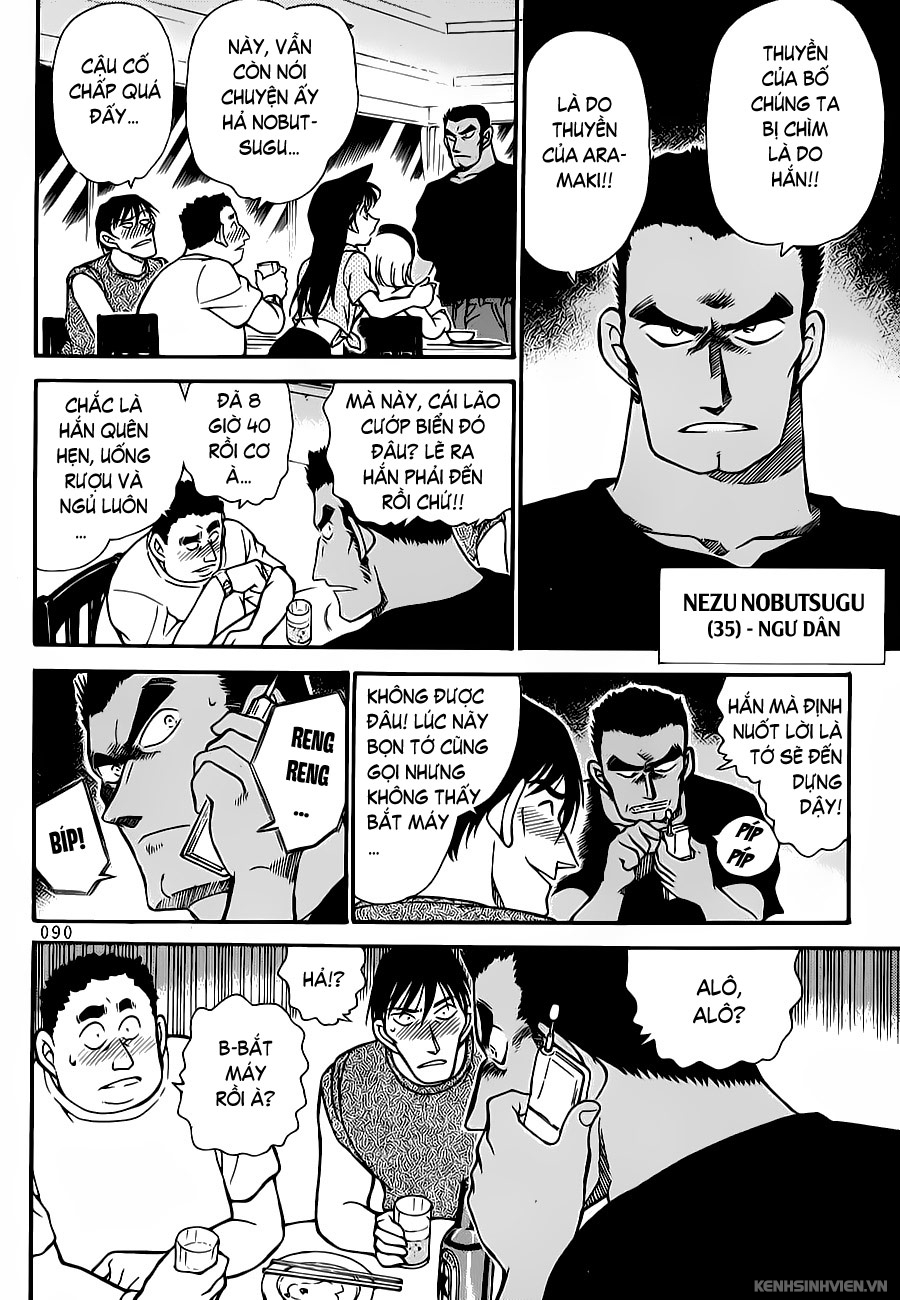 THUYỀN
CỦA BỐ
CHÚNG TA
BỊ CHÌM
LÀ DO
HẮN!!
LÀ DO
THUYỀN
CỦA ARA-
MAKI!!
NÀY, VẪN
CÒN NÓI
CHUYỆN ẤY
HẢ NOBUT-
SUGU...
CẬU CỐ
CHẤP QUÁ
ĐẤY...
NEZU NOBUTSUGU
(35) - NGƯ DÂN
MÀ NÀY, CÁI LÀO
CƯỚP BIỂN ĐÓ
ĐÂU? LẼ RA
HẮN PHẢI ĐẾN
RỒI CHỨ!!
ĐÃ 8
GIỜ 40
RỒI CƠ
À...
CHẮC LÀ
HẮN QUÊN
HẸN, UỐNG
RƯỢU VÀ
NGỦ LUÔN
...
HẮN MÀ ĐỊNH
NUỐT LỜI LÀ
TỚ SẼ ĐẾN
DỰNG
DẬY!
PÍP
PÍP
KHÔNG ĐƯỢC
ĐÂU! LÚC NÀY
BỌN TỚ CŨNG
GỌI NHƯNG
KHÔNG THẤY
BẮT MÁY
...
RENG
RENG
...
BÍP!
090
ALÔ,
ALÔ?
HẢ!?
B-BẮT
MÁY
RỒI À?
KENHSINHVIEN.VN